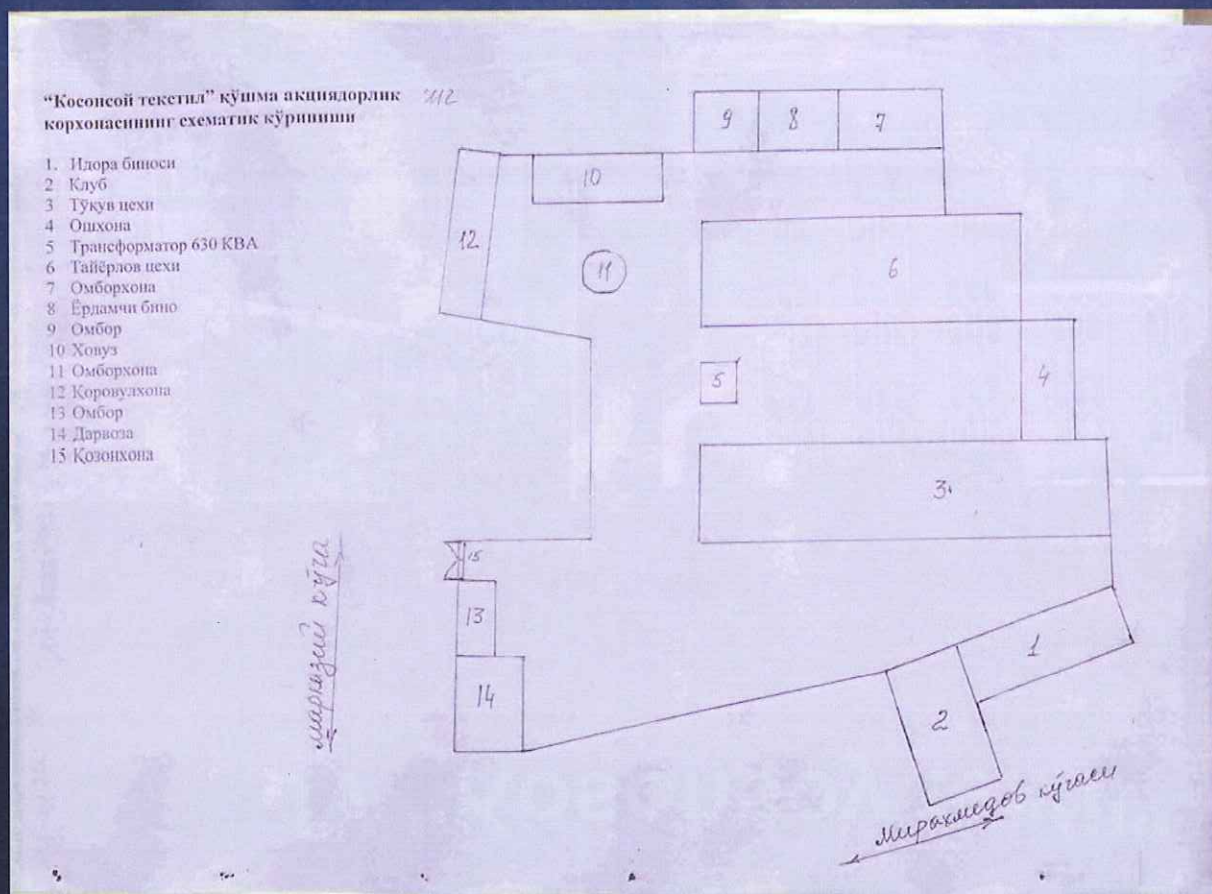 “Косонсой текстил” қўшма акциядорлик
корхонасининг схематик кўриниши
1. Идора биноси
2 Клуб
3 Тўқув цехи
4 Ошхона
5 Трансформатор 630 КВА
6 Тайёрлов цехи
7 Омборхона
8 Ёрдамчи бино
9 Омбор
10 Ховуз
11 Омборхона
12 Қоровулхона
13 Омбор
14 Дарвоза
15 Қозонхона
9
8
7
10
12
11
6
5
4
3
15
13
14
1
2
марказий кўча
Мирахмедов кўчаси